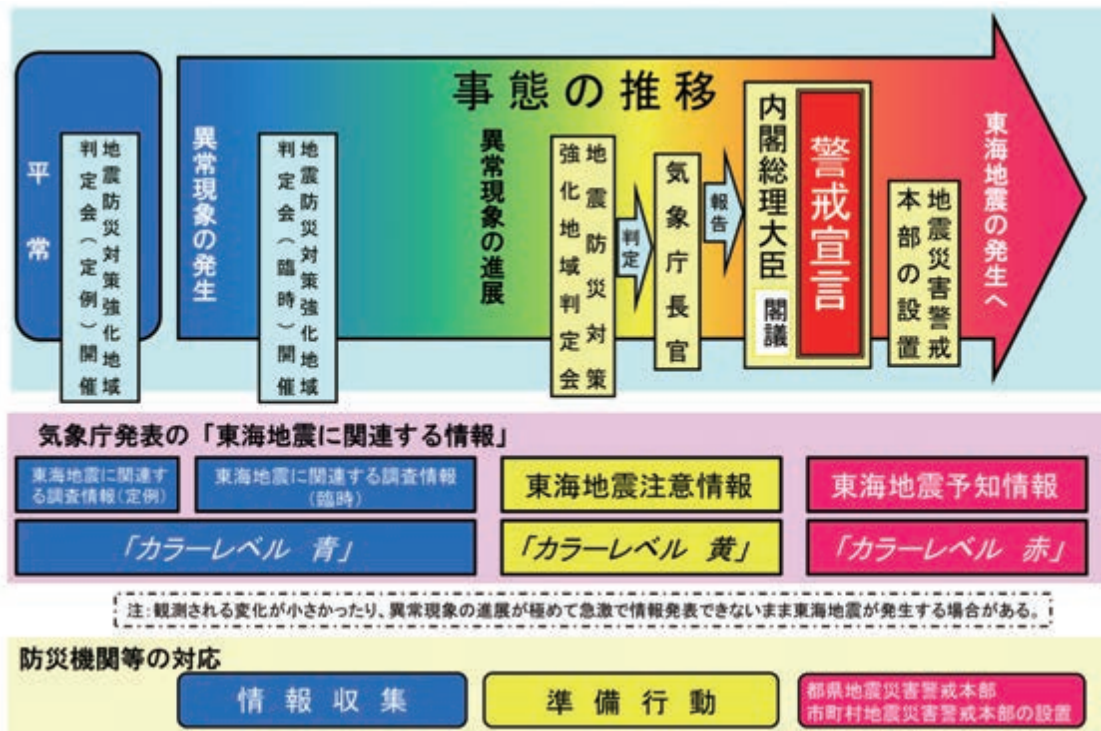 事態の推移
平常
地震防災対策強化地域
判定会(定例)開催
異常現象の発生
地震防災対策強化地域
判定会(臨時)開催
異常現象の進展
地震防災対策
強化地域判定会
判定
気象庁長官
報告
内閣総理大臣
閣議
警戒宣言
地震災害警戒
本部の設置
東海地震の発生へ
気象庁発表の「東海地震に関連する情報」
東海地震に関連す
る調査情報(定例)
東海地震に関連する調査情報
(臨時)
東海地震注意情報
東海地震予知情報
「カラーレベル 青」
「カラーレベル 黄」
「カラーレベル 赤」
注:観測される変化が小さかったり、異常現象の進展が極めて急激で情報発表できないまま東海地震が発生する場合がある。
防災機関等の対応
情報収集
準備行動
都県地震災害警戒本部
市町村地震災害警戒本部の設置